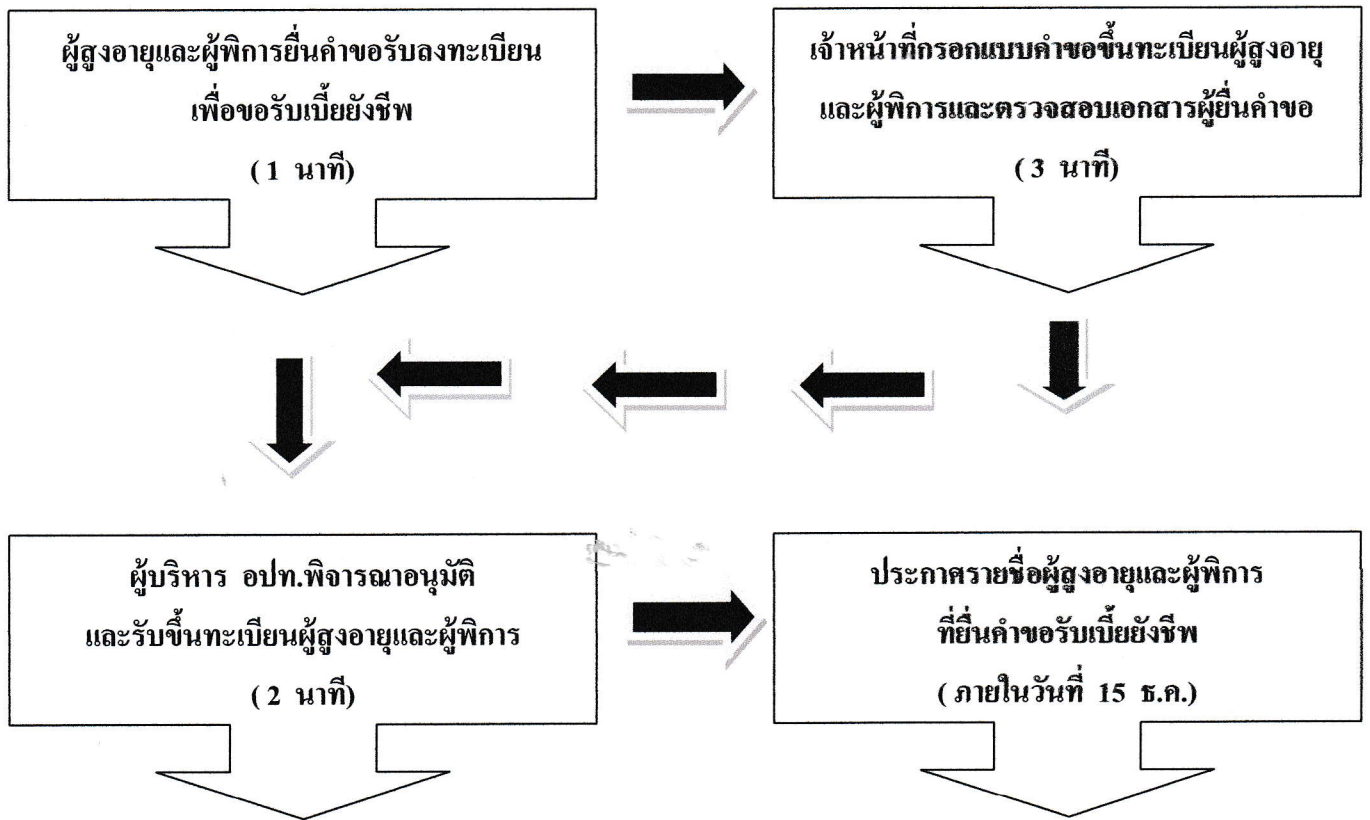 ผู้สูงอายุและผู้พิการยื่นคำขอรับลงทะเบียน
เพื่อขอรับเบี้ยยังชีพ
( 1 นาที)
เจ้าหน้าที่กรอกแบบคำขอขึ้นทะเบียนผู้สูงอายุ
และผู้พิการและตรวจสอบเอกสารผู้ยื่นคำขอ
( 3 นาที)
ผู้บริหาร อปท.พิจารณาอนุมัติ
และรับขึ้นทะเบียนผู้สูงอายุและผู้พิการ
( 2 นาที)
ประกาศรายชื่อผู้สูงอายุและผู้พิการ
ที่ยื่นคำขอรับเบี้ยยังชีพ
( ภายในวันที่ 15 ธ.ค.)